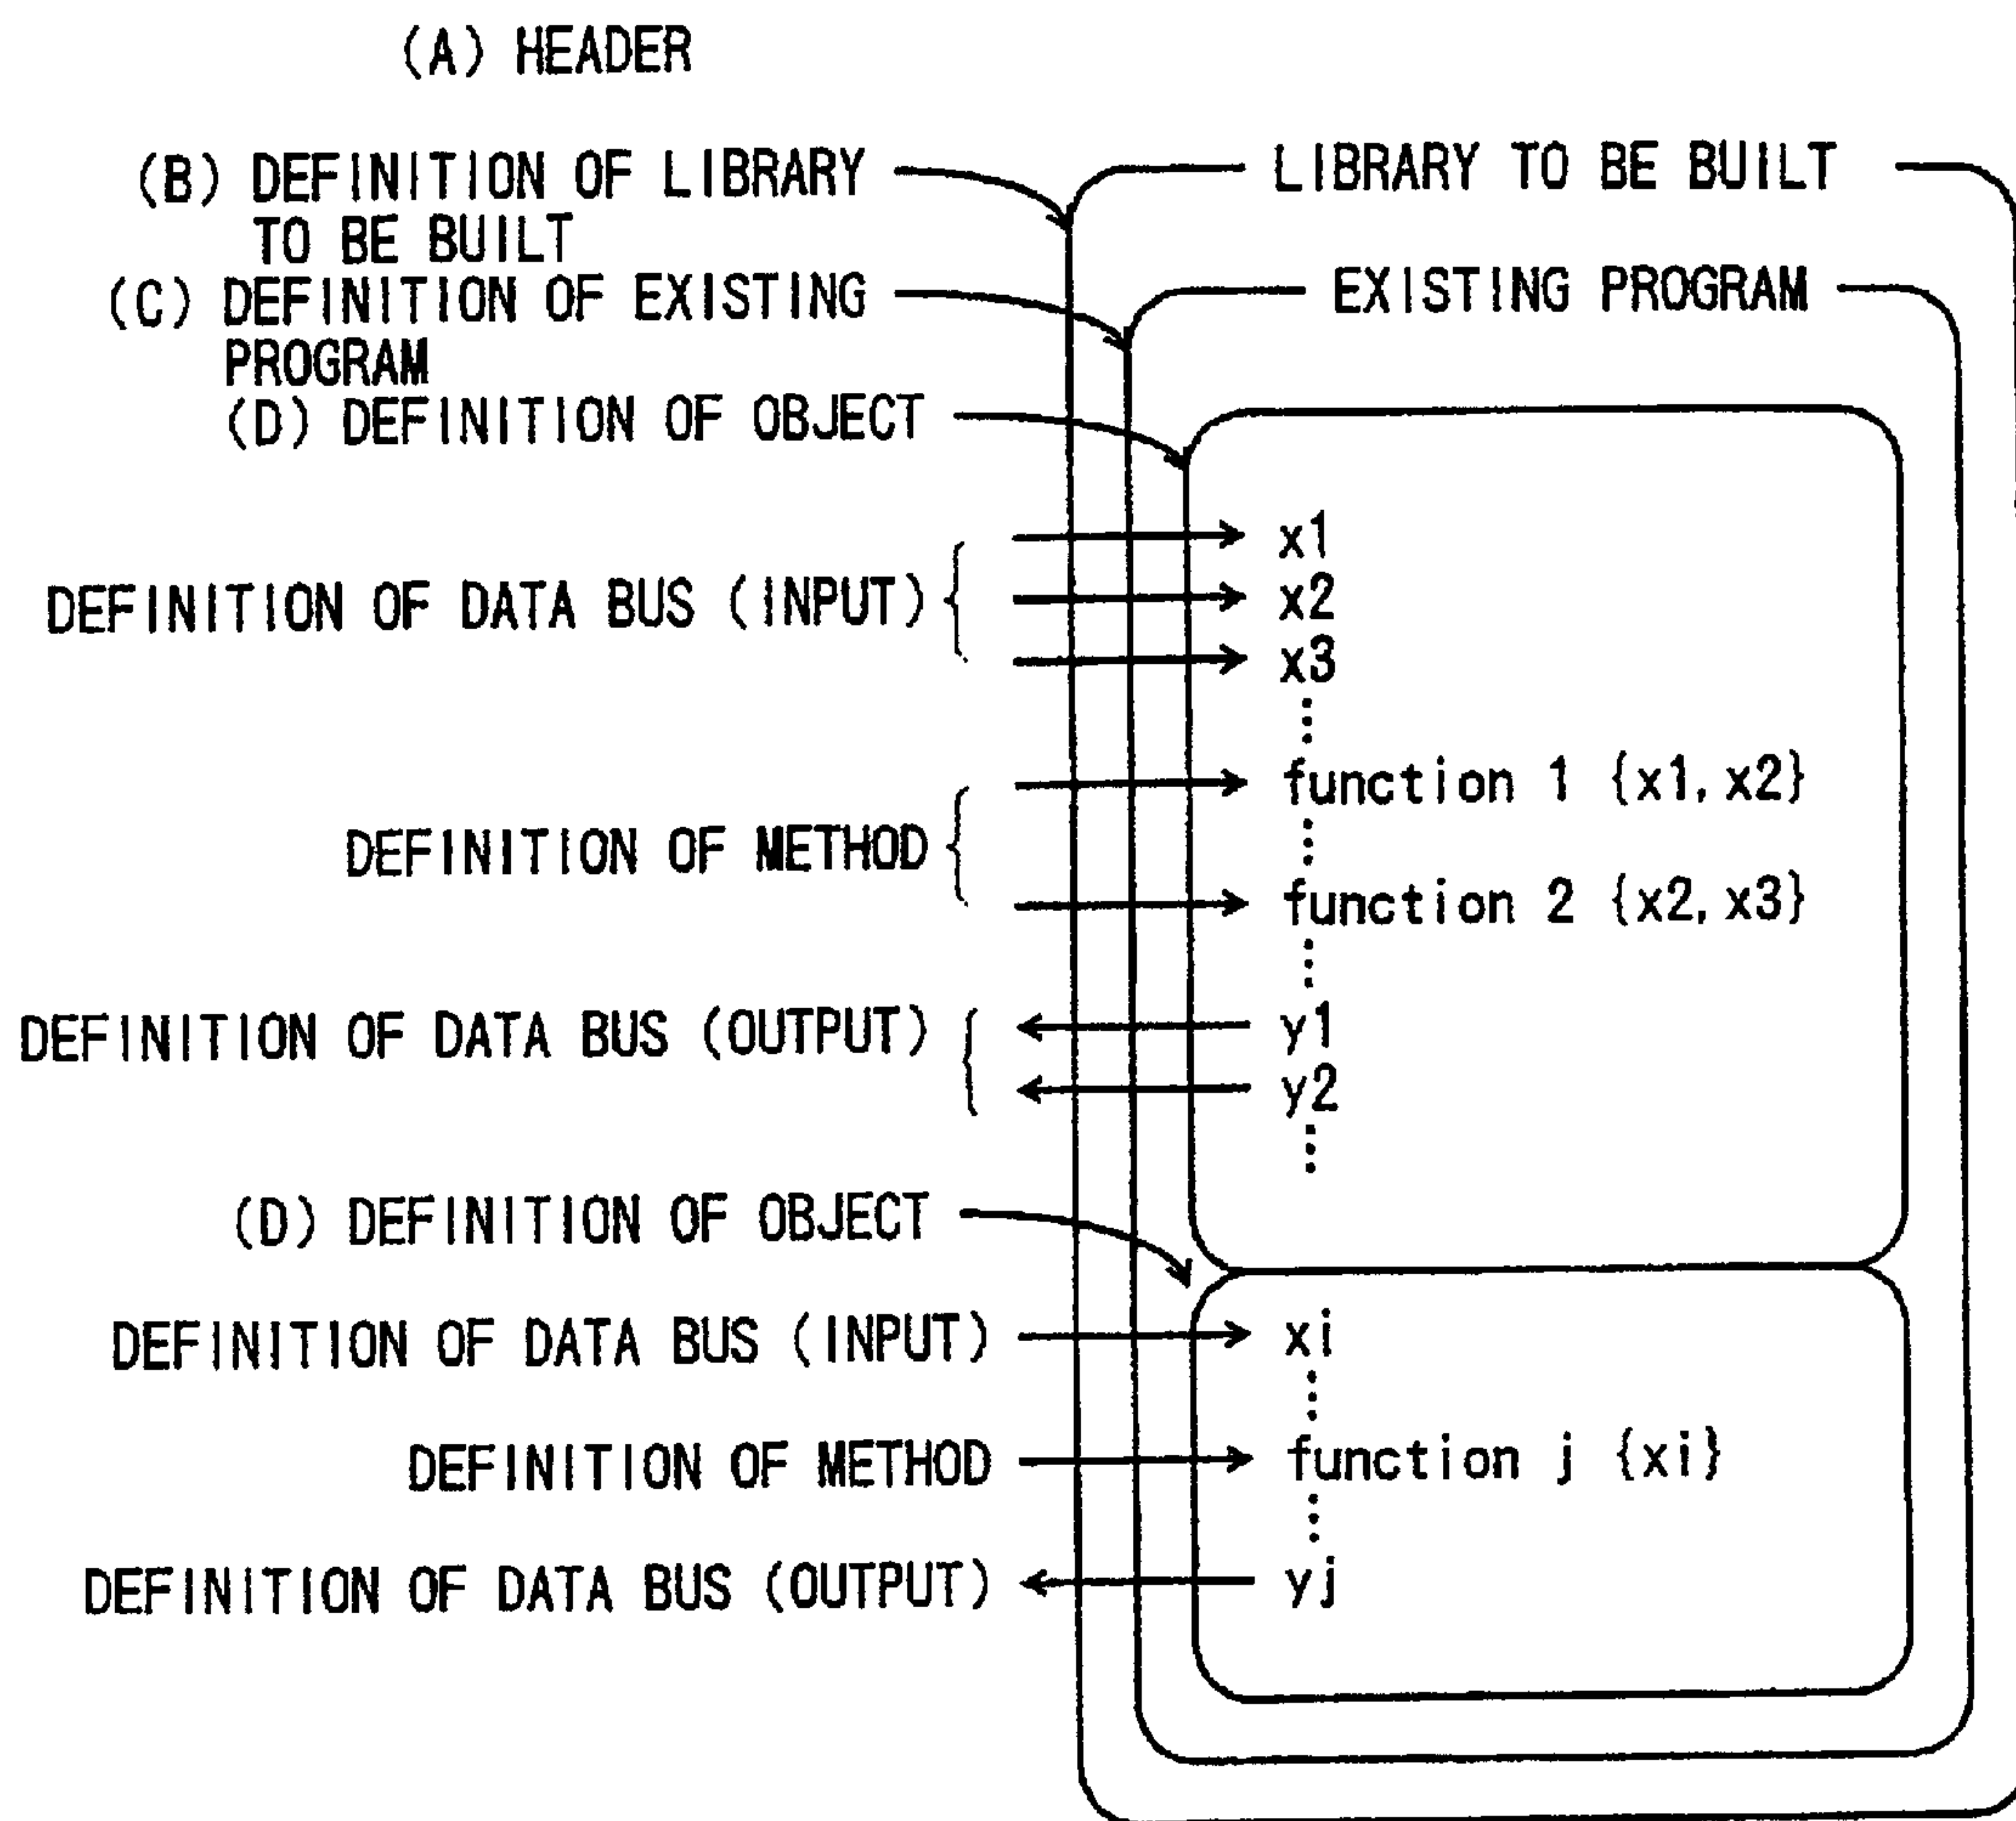 (A) HEADER
(B) DEFINITION OF LIBRARY
TO BE BUILT
LIBRARY TO BE BUILT
(C) DEFINITION OF EXISTING
PROGRAM
EXISTING PROGRAM
(D) DEFINITION OF OBJECT
DEFINITION OF DATA BUS (INPUT)
x1
x2
x3
DEFINITION OF METHOD
function 1 {x1, x2}
function 2 {x2, x3}
DEFINITION OF DATA BUS (OUTPUT)
y1
y2
(D) DEFINITION OF OBJECT
DEFINITION OF DATA BUS (INPUT)
xi
DEFINITION OF METHOD
function j {xi}
DEFINITION OF DATA BUS (OUTPUT)
yj